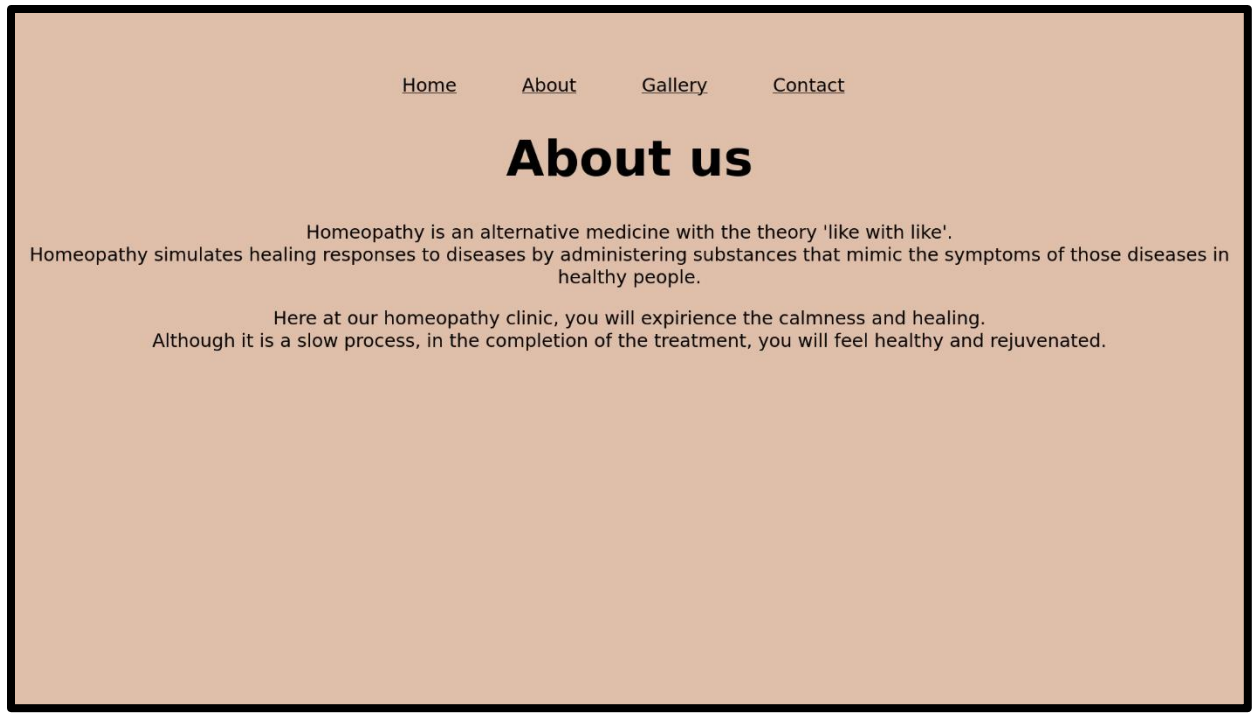 Home About Gallery Contact
About us
Homeopathy is an alternative medicine with the theory 'like with like'.
Homeopathy simulates healing responses to diseases by administering substances that mimic the symptoms of those diseases in
healthy people.
Here at our homeopathy clinic, you will expirience the calmness and healing.
Although it is a slow process, in the completion of the treatment, you will feel healthy and rejuvenated.